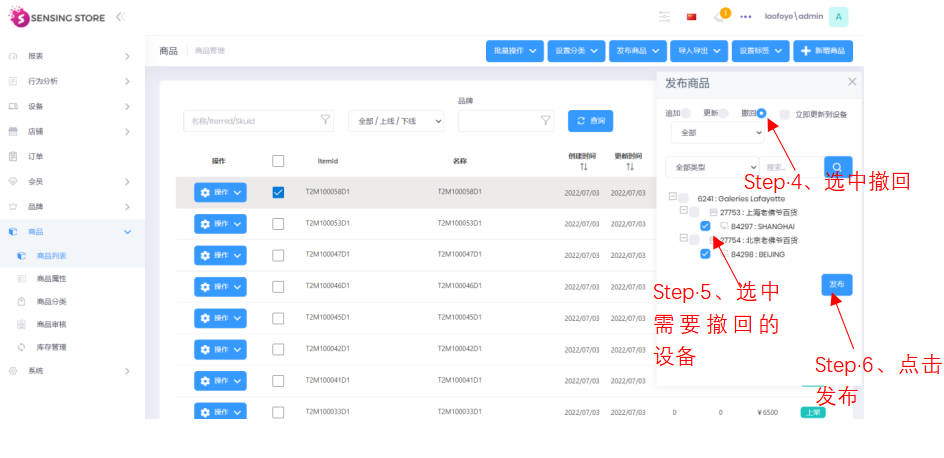 SENSING STORE
1
laofoye\admin
A
报表
行为分析
设备
店铺
订单
会员
品牌
商品
商品列表
商品属性
商品分类
商品审核
库存管理
系统
商品 商品管理
批量操作 设置分类 发布商品 导入导出 设置标签 新增商品
品牌
名称/ItemId/SkuId 全部 / 上线 / 下线 查询
操作 ItemId 名称 创建时间 更新时间
操作 T2M100058D1 T2M100058D1 2022/07/03 2022/07/03
操作 T2M100053D1 T2M100053D1 2022/07/03 2022/07/03
操作 T2M100047D1 T2M100047D1 2022/07/03 2022/07/03
操作 T2M100046D1 T2M100046D1 2022/07/03 2022/07/03
操作 T2M100045D1 T2M100045D1 2022/07/03 2022/07/03
操作 T2M100042D1 T2M100042D1 2022/07/03 2022/07/03
操作 T2M100041D1 T2M100041D1 2022/07/03 2022/07/03
操作 T2M100033D1 T2M100033D1 2022/07/03 2022/07/03 0 0 ¥ 6500 上架
发布商品
追加 更新 撤回 立即更新到设备
全部
全部类型 搜索...
6241 : Galeries Lafayette
27753 : 上海老佛爷百货
84297 : SHANGHAI
27754 : 北京老佛爷百货
84298 : BEIJING
发布
Step·4、选中撤回
Step·5、选中
需要撤回的
设备
Step·6、点击
发布